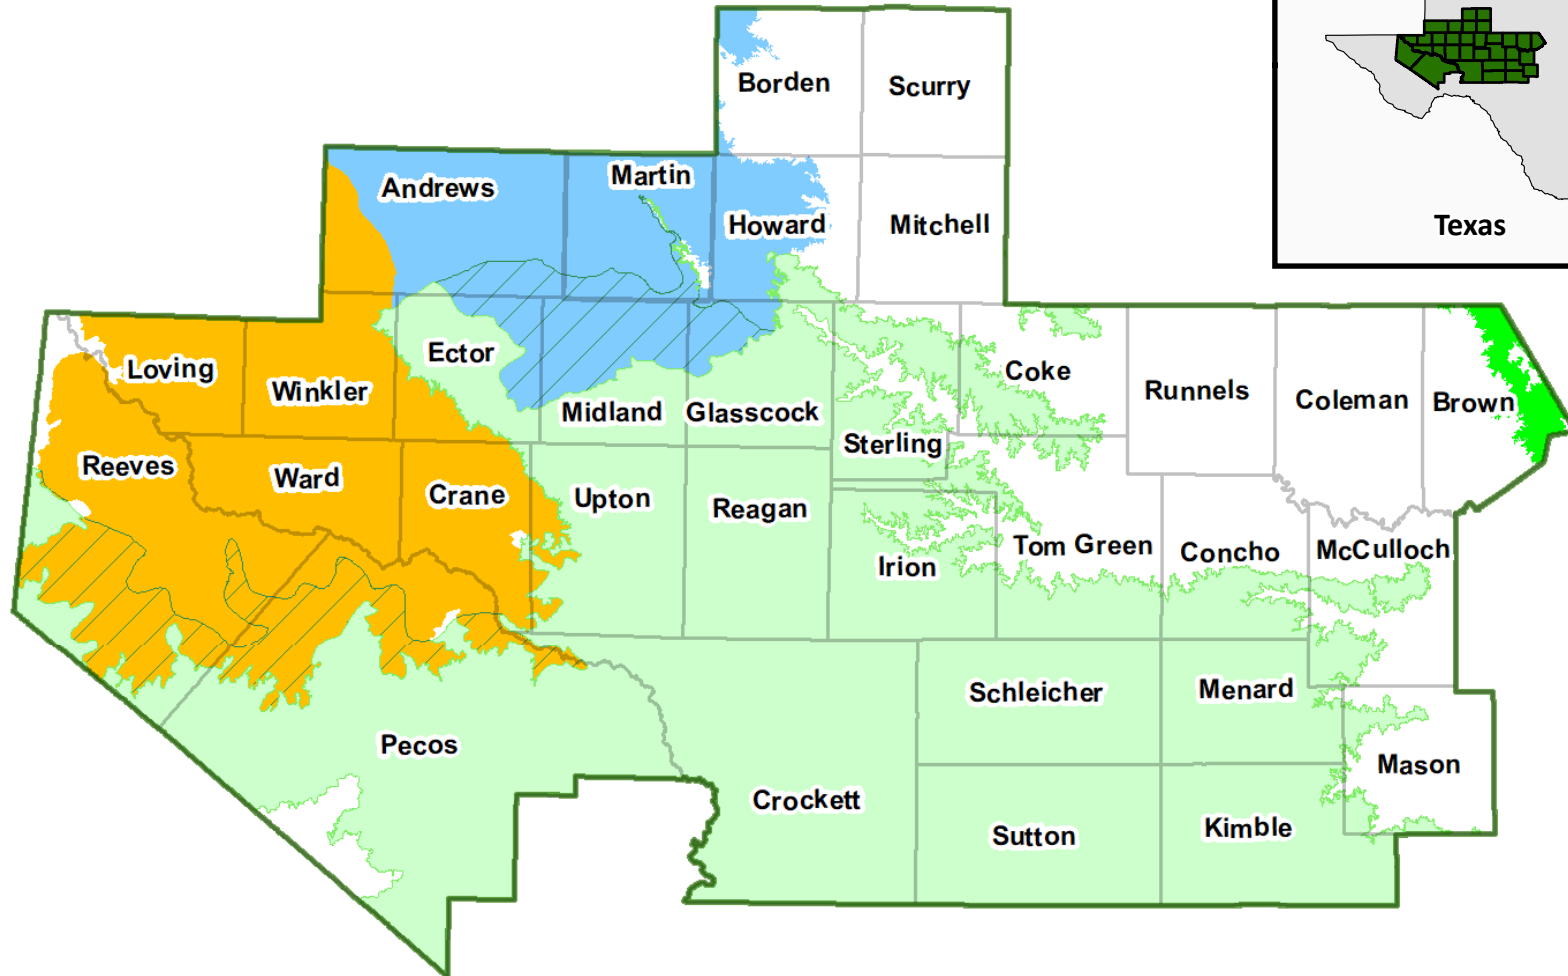 Borden
Scurry
Andrews
Martin
Howard
Mitchell
Texas
Loving
Winkler
Ector
Midland
Glasscock
Sterling
Coke
Runnels
Coleman
Brown
Reeves
Ward
Crane
Upton
Reagan
Irion
Tom Green
Concho
McCulloch
Pecos
Crockett
Schleicher
Menard
Mason
Sutton
Kimble